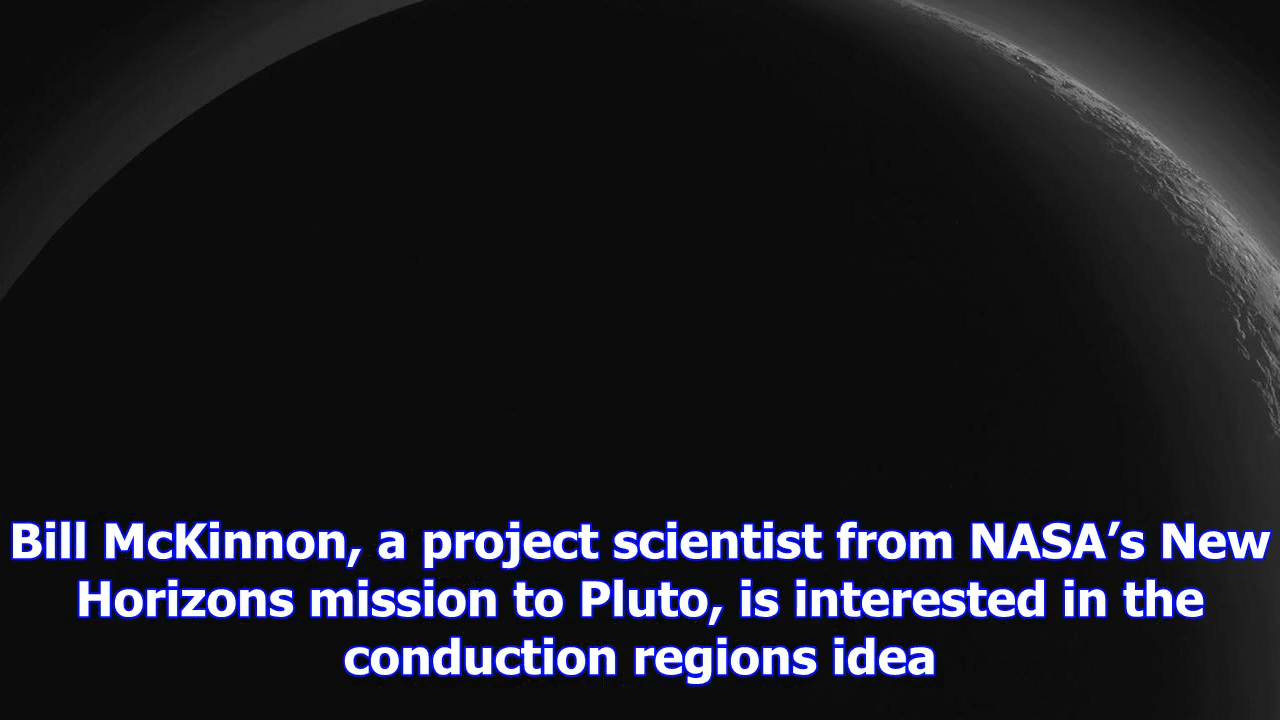 Bill McKinnon, a project scientist from NASA’s New
Horizons mission to Pluto, is interested in the
conduction regions idea